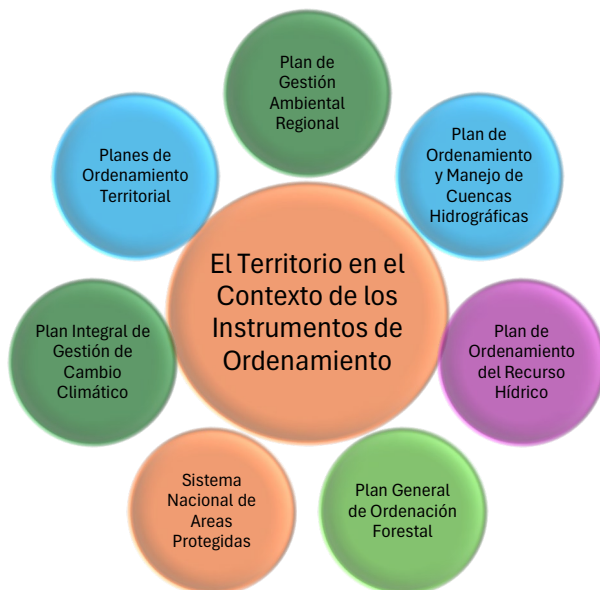 Plan de
Gestión
Ambiental
Regional
Plan de
Ordenamiento
y Manejo de
Cuencas
Hidrográficas
Plan de
Ordenamiento
del Recurso
Hídrico
Plan General
de Ordenación
Forestal
Sistema
Nacional de
Areas
Protegidas
Plan Integral de
Gestión de
Cambio
Climático
Planes de
Ordenamiento
Territorial
El Territorio en el
Contexto de los
Instrumentos de
Ordenamiento